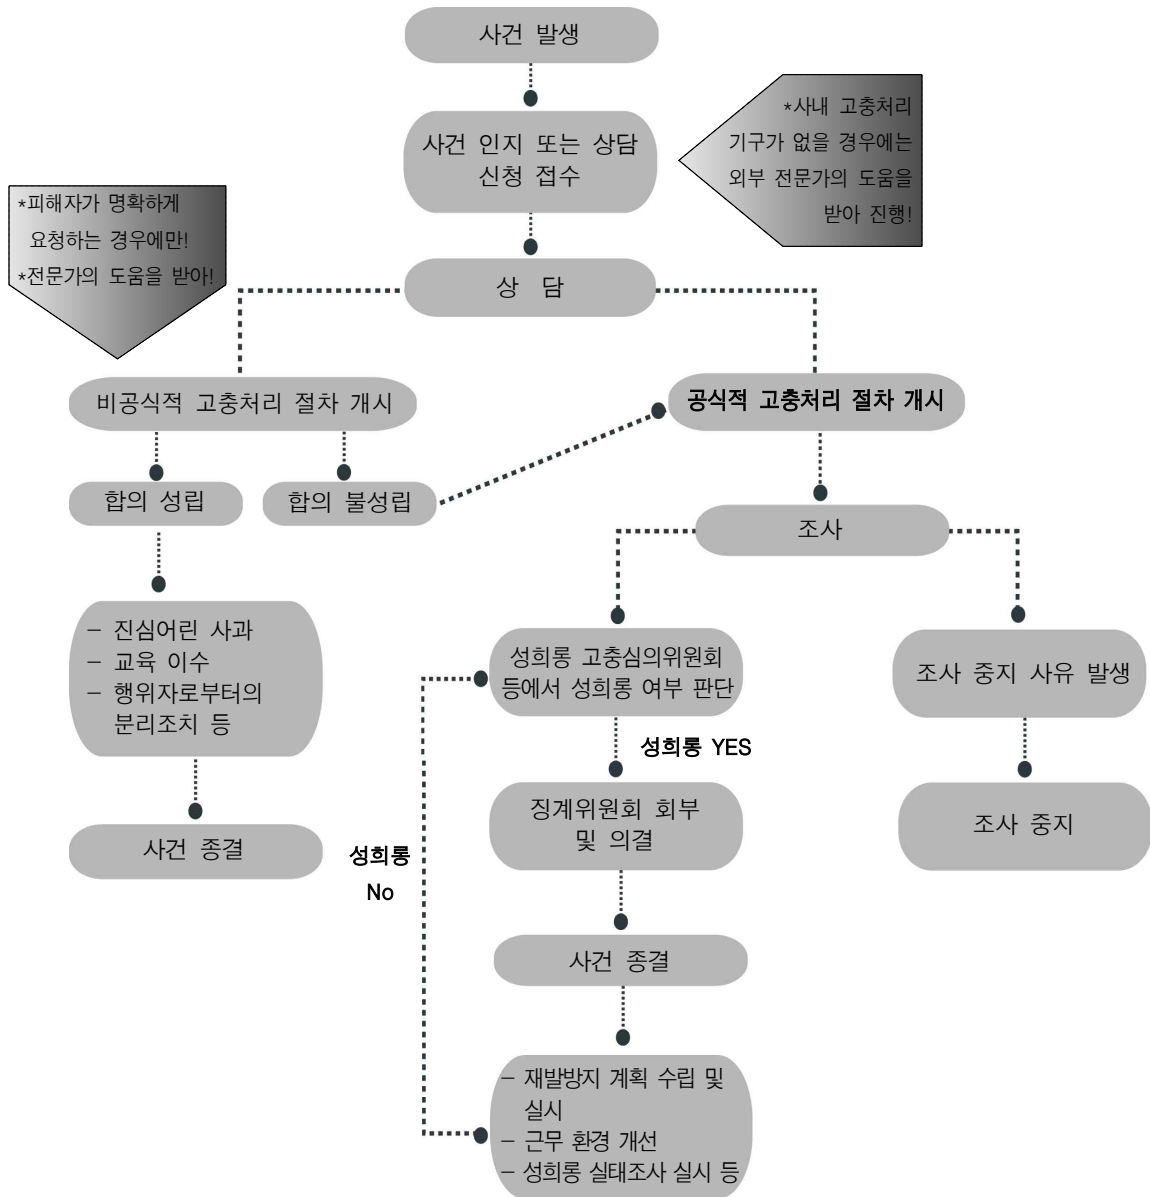 사건 발생
사건 인지 또는 상담
신청 접수
*사내 고충처리
기구가 없을 경우에는
외부 전문가의 도움을
받아 진행!
*피해자가 명확하게
요청하는 경우에만!
*전문가의 도움을 받아!
상 담
비공식적 고충처리 절차 개시
공식적 고충처리 절차 개시
합의 성립
합의 불성립
조사
– 진심어린 사과
– 교육 이수
– 행위자로부터의
분리조치 등
성희롱 고충심의위원회
등에서 성희롱 여부 판단
조사 중지 사유 발생
성희롱 YES
징계위원회 회부
및 의결
조사 중지
사건 종결
성희롱
No
사건 종결
– 재발방지 계획 수립 및
실시
– 근무 환경 개선
– 성희롱 실태조사 실시 등